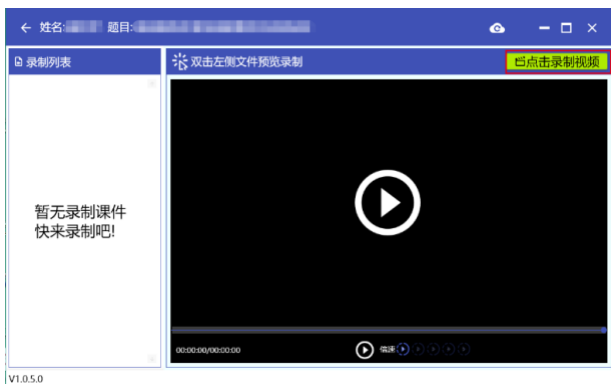 姓名: 题目:
录制列表
双击左侧文件预览录制
点击录制视频
暂无录制课件
快来录制吧!
00:00:00/00:00:00 倍速
V1.0.5.0